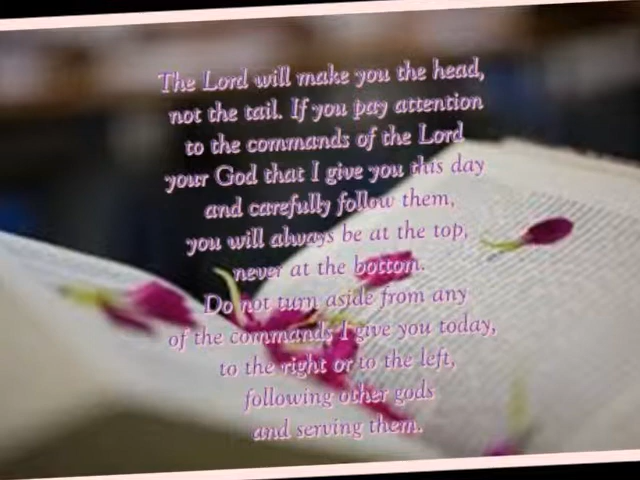 The Lord will make you the head,
not the tail. If you pay attention
to the commands of the Lord
your God that I give you this day
and carefully follow them,
you will always be at the top,
never at the bottom.
Do not turn aside from any
of the commands I give you today,
to the right or to the left,
following other gods
and serving them.